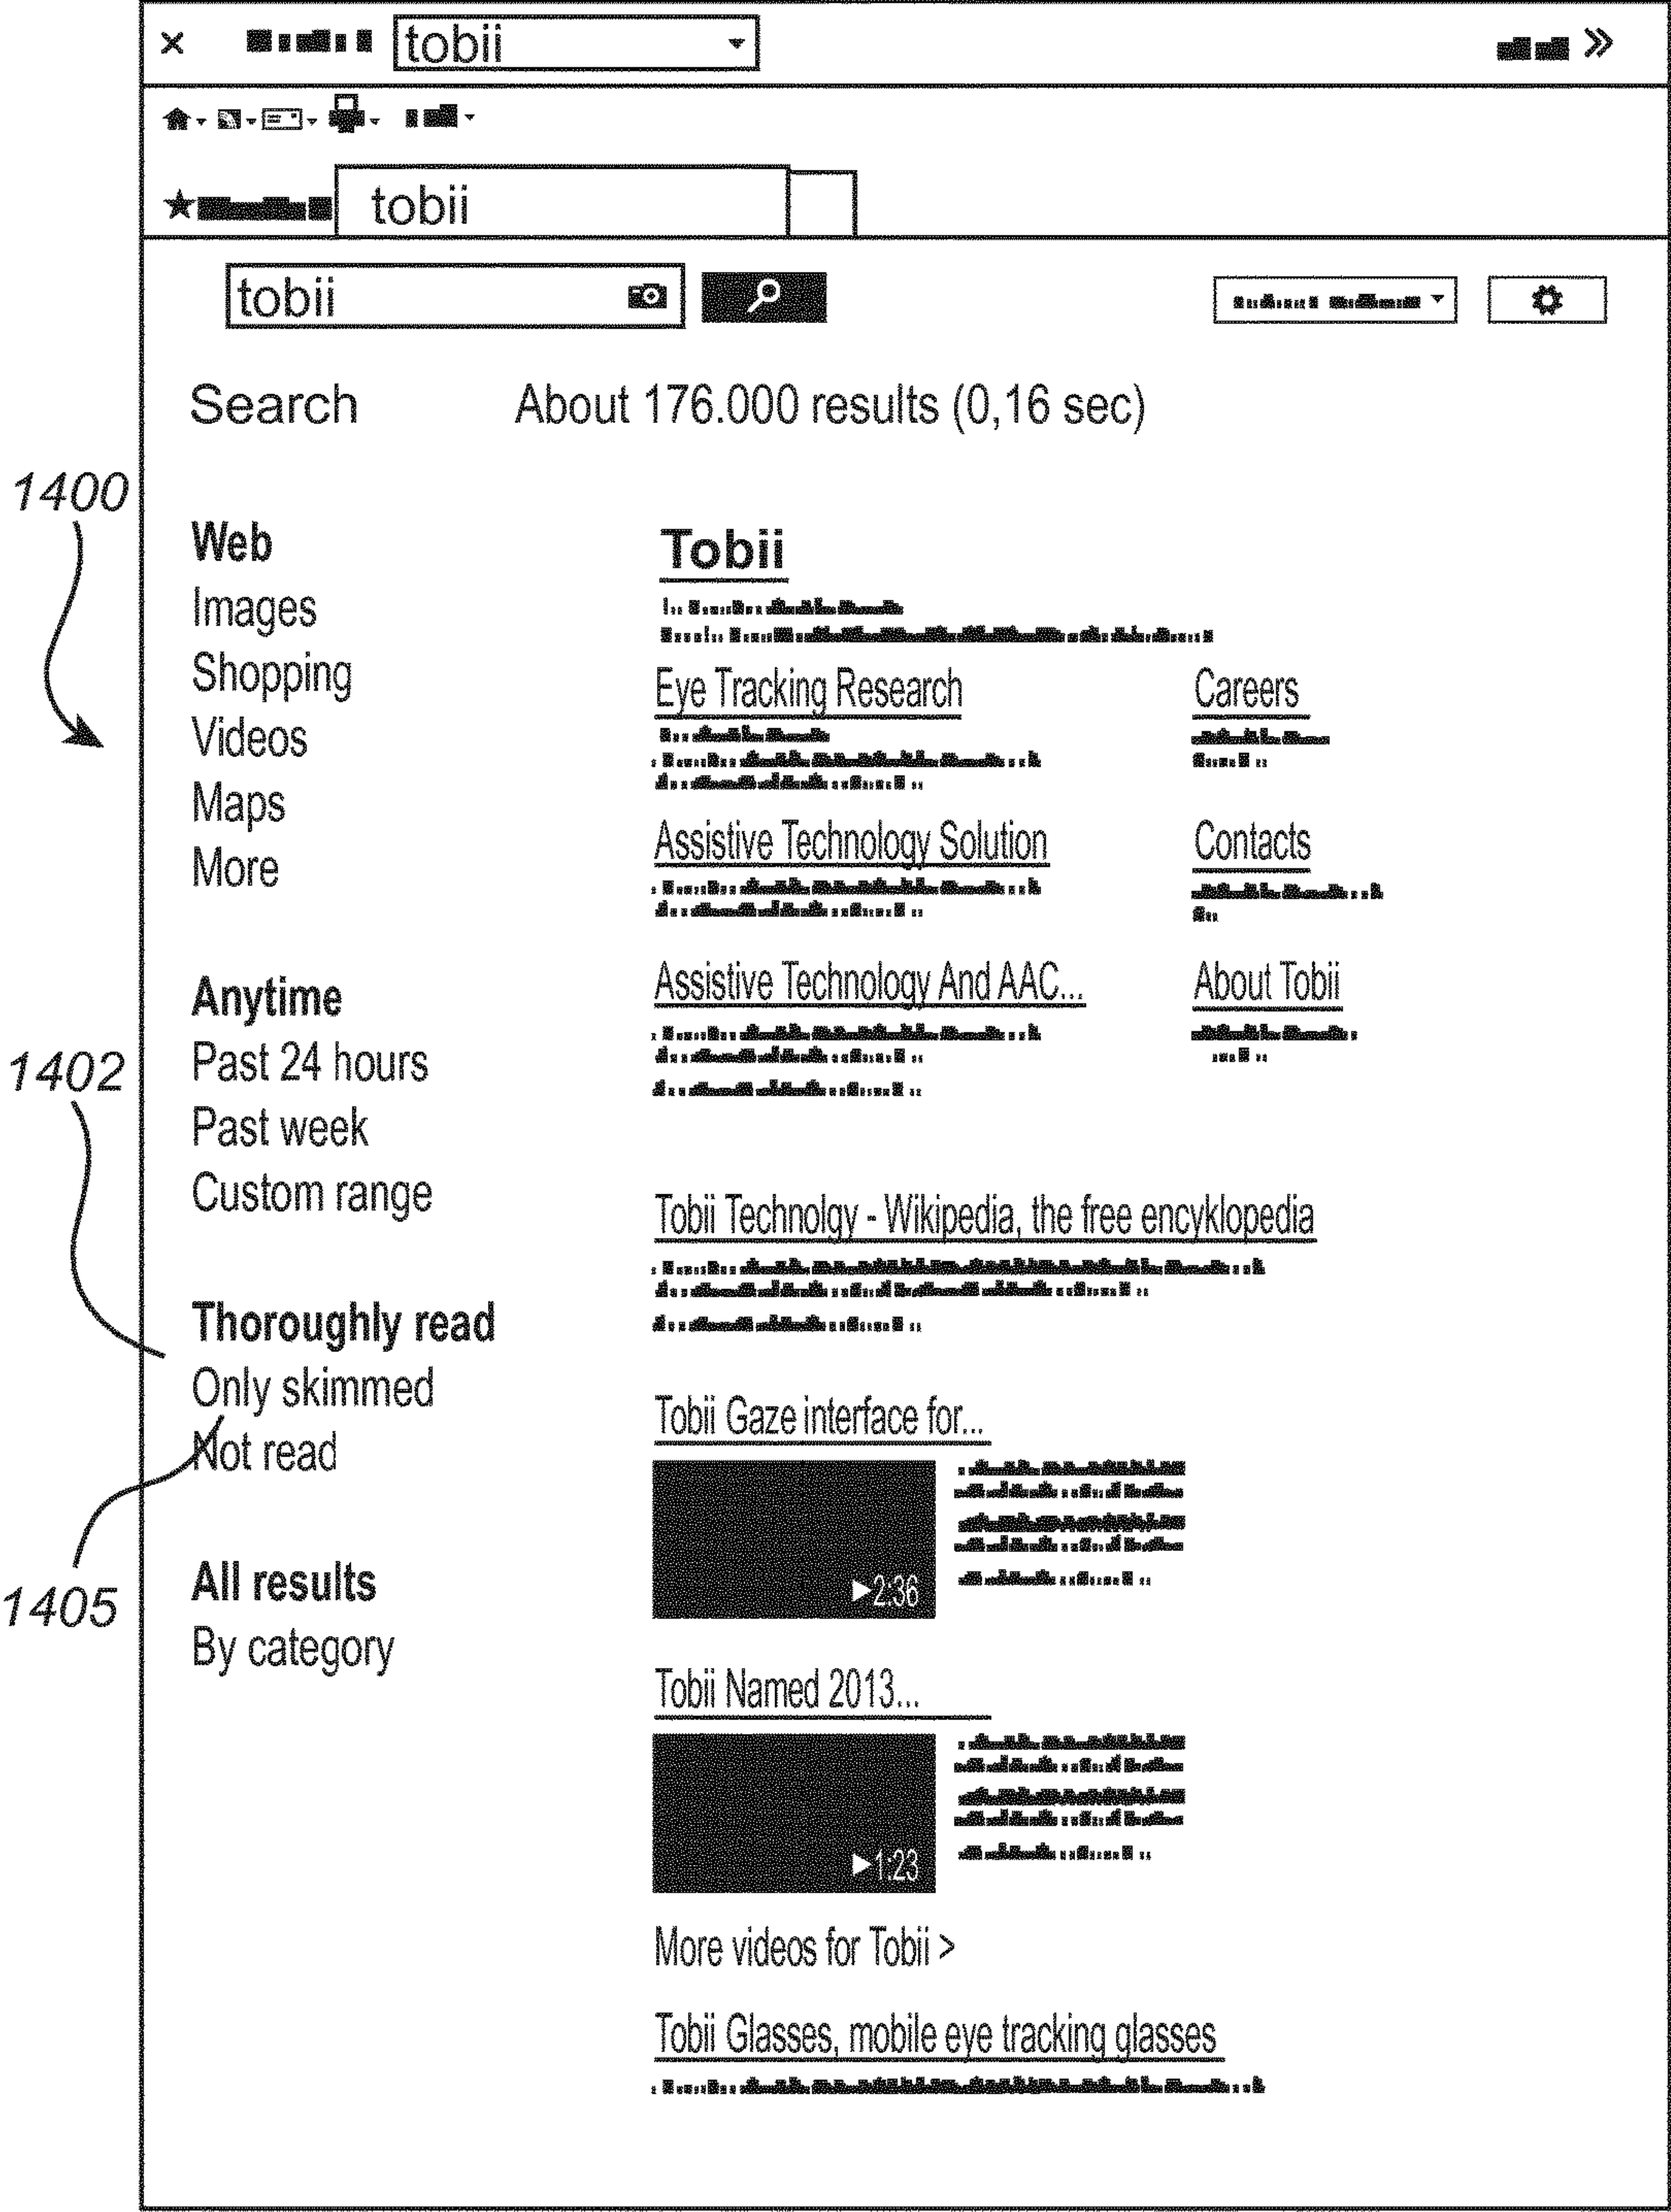 tobii
tobii
tobii
Search About 176.000 results (0,16 sec)
1400
Web
Images
Shopping
Videos
Maps
More
Anytime
1402
Past 24 hours
Past week
Custom range
Thoroughly read
Only skimmed
Not read
1405
All results
By category
Tobii
Eye Tracking Research
Careers
Assistive Technology Solution
Contacts
Assistive Technology And AAC...
About Tobii
Tobii Technolgy - Wikipedia, the free encyklopedia
Tobii Gaze interface for...
2:36
Tobii Named 2013...
1:23
More videos for Tobii >
Tobii Glasses, mobile eye tracking glasses